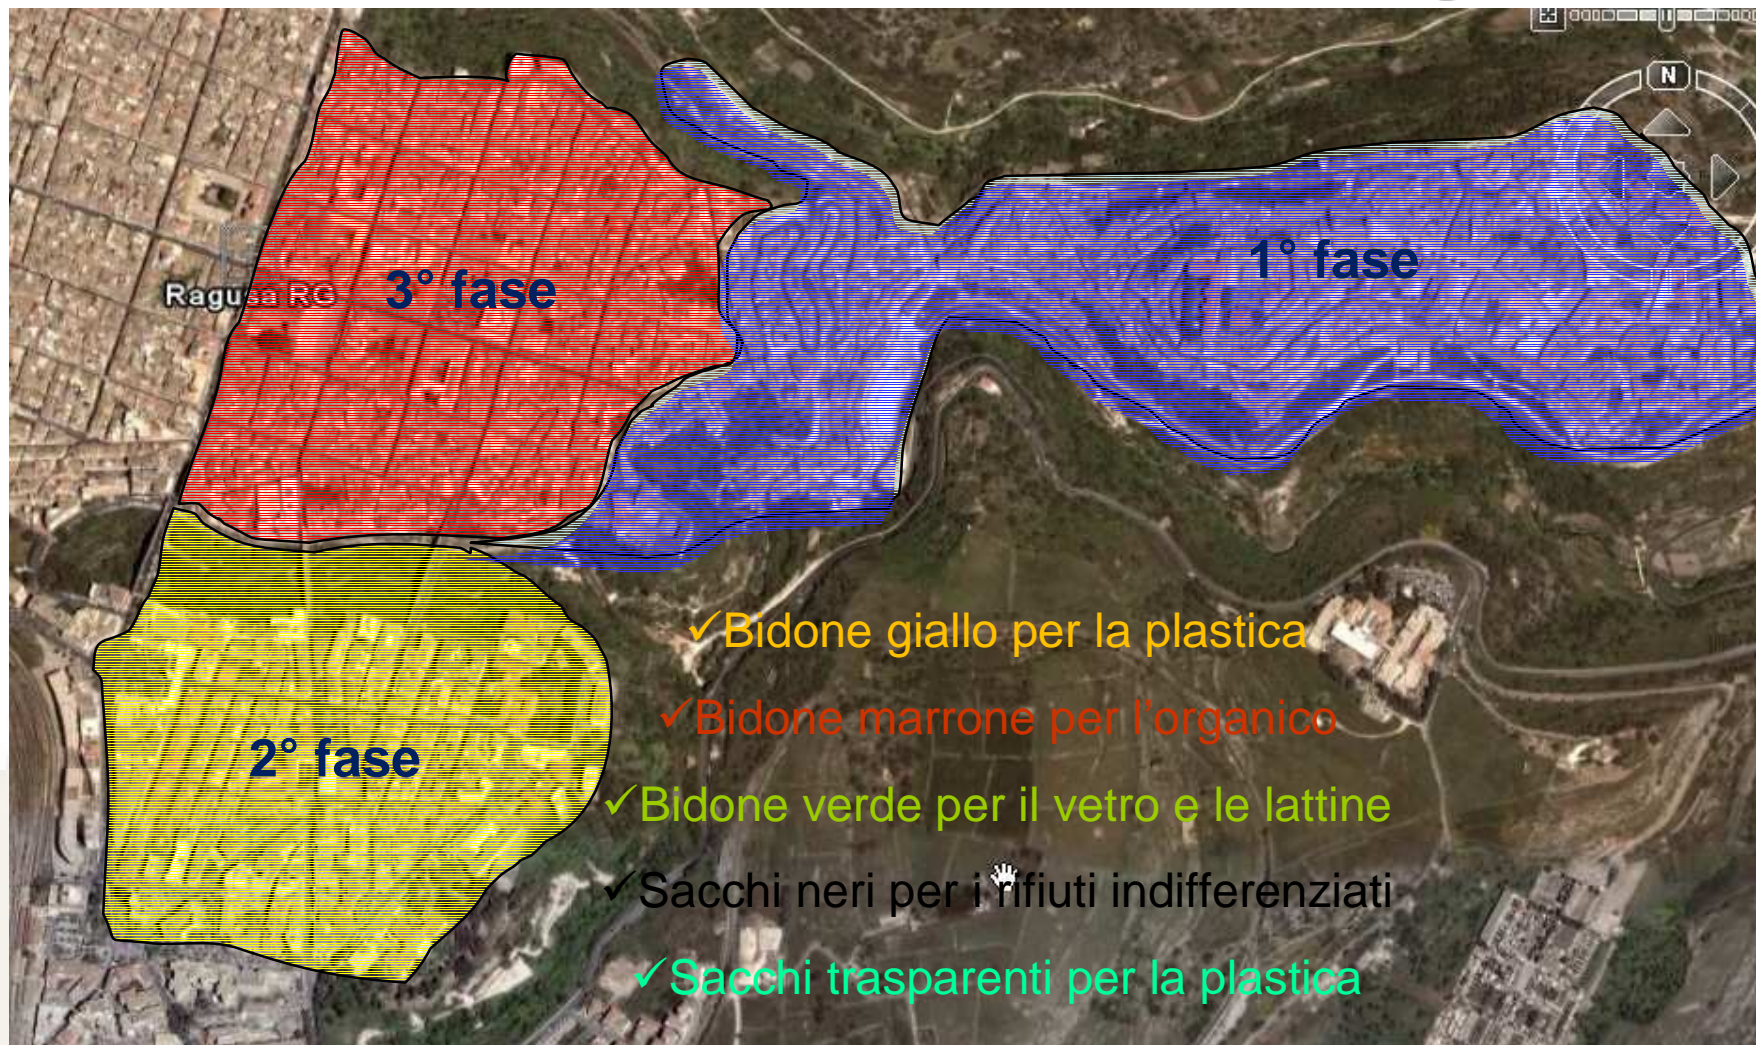 N
1° fase
3° fase
Ragusa RG
✓Bidone giallo per la plastica
✓Bidone marrone per l'organico
2° fase
✓Bidone verde per il vetro e le lattine
✓Sacchi neri per i rifiuti indifferenziati
✓Sacchi trasparenti per la plastica